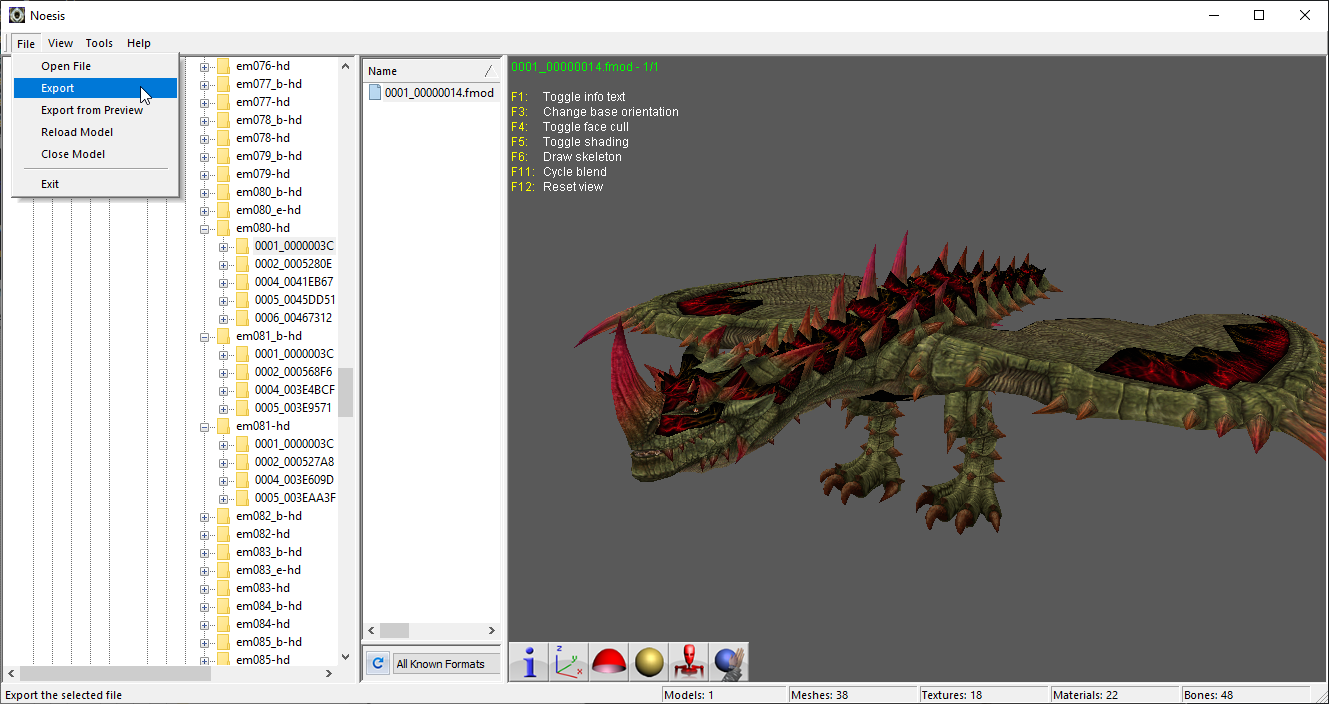 Noesis
File View Tools Help
Open File
Export
Export from Preview
Reload Model
Close Model
Exit
em076-hd
em077_b-hd
em077-hd
em078_b-hd
em078-hd
em079_b-hd
em079-hd
em080_b-hd
em080_e-hd
em080-hd
0001_0000003C
0002_0005280E
0004_0041EB67
0005_0045DD51
0006_00467312
em081_b-hd
0001_0000003C
0002_000568F6
0004_003E4BCF
0005_003E9571
em081-hd
0001_0000003C
0002_000527A8
0004_003E609D
0005_003EAA3F
em082_b-hd
em082-hd
em083_b-hd
em083_e-hd
em083-hd
em084_b-hd
em084-hd
em085_b-hd
em085-hd
Name
0001_00000014.fmod
All Known Formats
0001_00000014.fmod - 1/1
F1: Toggle info text
F3: Change base orientation
F4: Toggle face cull
F5: Toggle shading
F6: Draw skeleton
F11: Cycle blend
F12: Reset view
z y x
Export the selected file
Models: 1
Meshes: 38
Textures: 18
Materials: 22
Bones: 48